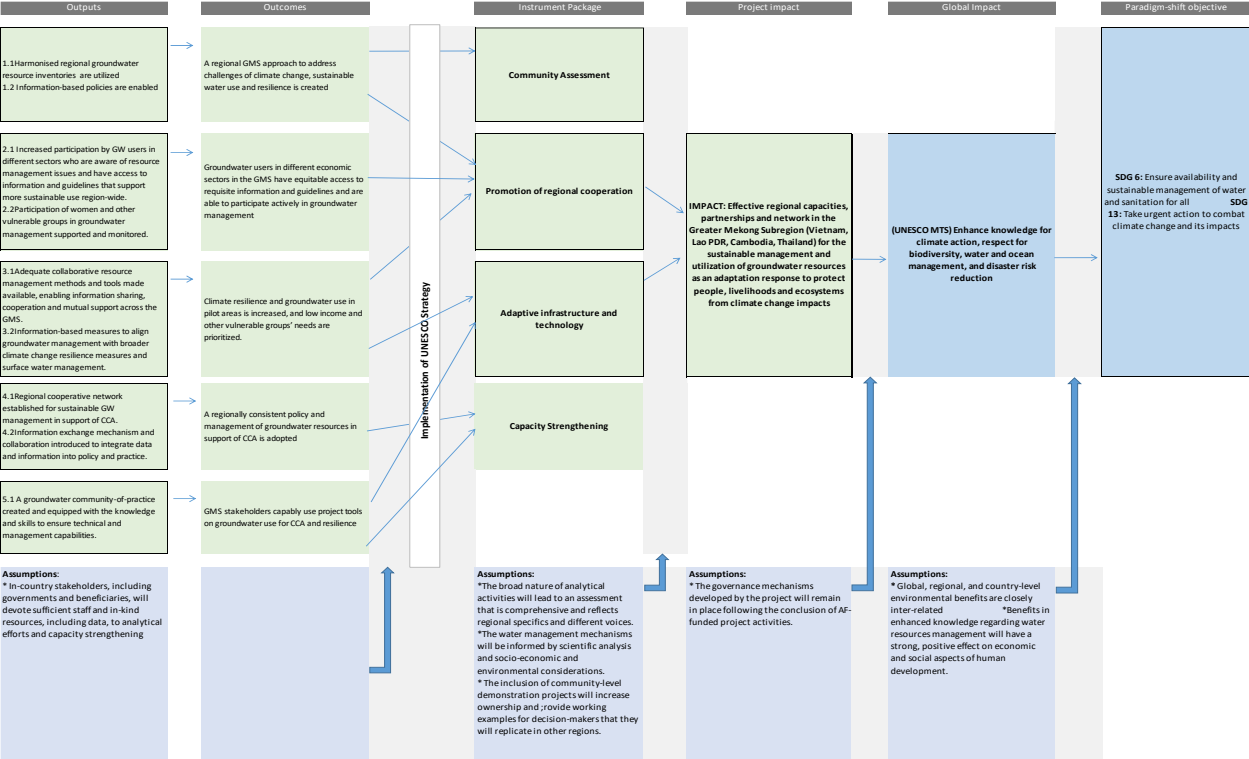 Outputs
Outcomes
Instrument Package
Project impact
Global Impact
Paradigm-shift objective
1.1Harmonised regional groundwater
resource inventories are utilized
1.2 Information-based policies are enabled
2.1 Increased participation by GW users in
different sectors who are aware of resource
management issues and have access to
information and guidelines that support
more sustainable use region-wide.
2.2Participation of women and other
vulnerable groups in groundwater
management supported and monitored.
3.1Adequate collaborative resource
management methods and tools made
available, enabling information sharing,
cooperation and mutual support across the
GMS.
3.2Information-based measures to align
groundwater management with broader
climate change resilience measures and
surface water management.
4.1Regional cooperative network
established for sustainable GW
management in support of CCA.
4.2Information exchange mechanism and
collaboration introduced to integrate data
and information into policy and practice.
5.1 A groundwater community-of-practice
created and equipped with the knowledge
and skills to ensure technical and
management capabilities.
A regional GMS approach to address
challenges of climate change, sustainable
water use and resilience is created
Groundwater users in different economic
sectors in the GMS have equitable access to
requisite information and guidelines and are
able to participate actively in groundwater
management
Climate resilience and groundwater use in
pilot areas is increased, and low income and
other vulnerable groups' needs are
prioritized.
A regionally consistent policy and
management of groundwater resources in
support of CCA is adopted
GMS stakeholders capably use project tools
on groundwater use for CCA and resilience
Implementation of UNESCO Strategy
Community Assessment
Promotion of regional cooperation
Adaptive infrastructure and
technology
Capacity Strengthening
IMPACT: Effective regional capacities,
partnerships and network in the
Greater Mekong Subregion (Vietnam,
Lao PDR, Cambodia, Thailand) for the
sustainable management and
utilization of groundwater resources
as an adaptation response to protect
people, livelihoods and ecosystems
from climate change impacts
(UNESCO MTS) Enhance knowledge for
climate action, respect for
biodiversity, water and ocean
management, and disaster risk
reduction
SDG 6: Ensure availability and
sustainable management of water
and sanitation for all SDG
13: Take urgent action to combat
climate change and its impacts
Assumptions:
* In-country stakeholders, including
governments and beneficiaries, will
devote sufficient staff and in-kind
resources, including data, to analytical
efforts and capacity strengthening
Assumptions:
*The broad nature of analytical
activities will lead to an assessment
that is comprehensive and reflects
regional specifics and different voices.
*The water management mechanisms
will be informed by scientific analysis
and socio-economic and
environmental considerations.
* The inclusion of community-level
demonstration projects will increase
ownership and ;rovide working
examples for decision-makers that they
will replicate in other regions.
Assumptions:
* The governance mechanisms
developed by the project will remain
in place following the conclusion of AF-
funded project activities.
Assumptions:
* Global, regional, and country-level
environmental benefits are closely
inter-related *Benefits in
enhanced knowledge regarding water
resources management will have a
strong, positive effect on economic
and social aspects of human
development.